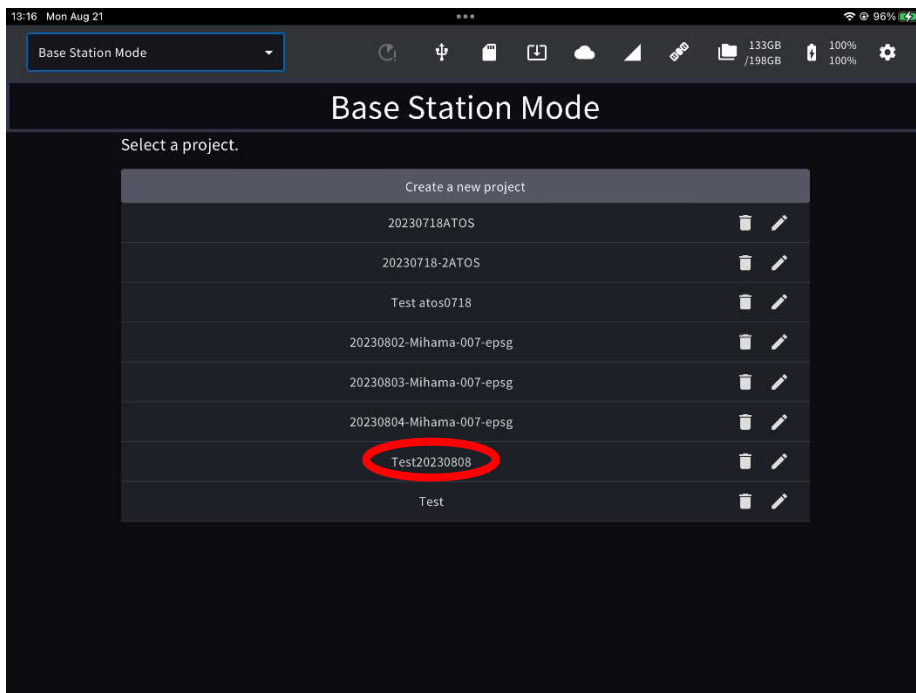 13:16 Mon Aug 21
96%
Base Station Mode
133GB
/198GB
100%
100%
Base Station Mode
Select a project.
Create a new project
20230718ATOS
20230718-2ATOS
Test atos0718
20230802-Mihama-007-epsg
20230803-Mihama-007-epsg
20230804-Mihama-007-epsg
Test20230808
Test